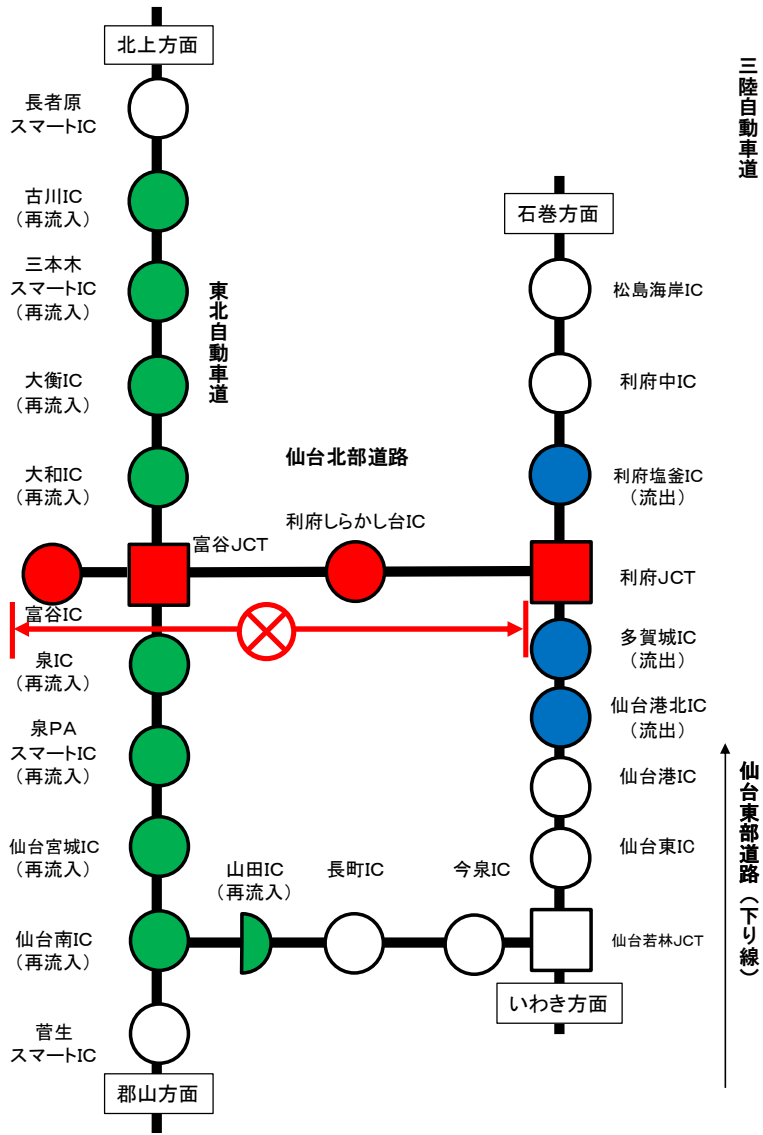 北上方面
長者原
スマートIC
古川IC
(再流入)
三本木
スマートIC
(再流入)
大衡IC
(再流入)
大和IC
(再流入)
東北自動車道
富谷JCT
富谷IC
泉IC
(再流入)
泉PA
スマートIC
(再流入)
仙台宮城IC
(再流入)
仙台南IC
(再流入)
菅生
スマートIC
郡山方面
仙台北部道路
利府しらかし台IC
山田IC
(再流入)
長町IC
今泉IC
三陸自動車道
石巻方面
松島海岸IC
利府中IC
利府塩釜IC
(流出)
利府JCT
多賀城IC
(流出)
仙台港北IC
(流出)
仙台港IC
仙台東IC
仙台若林JCT
いわき方面
仙台東部道路(下り線)